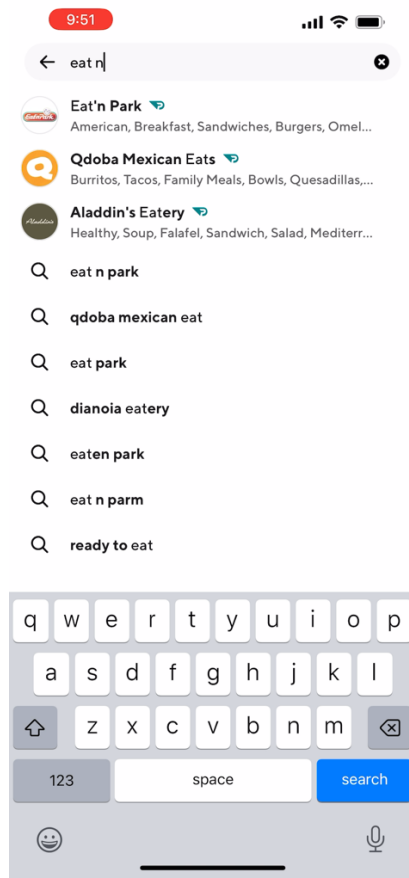 9:51
eat n
Eat'n Park
American, Breakfast, Sandwiches, Burgers, Omel...
Qdoba Mexican Eats
Burritos, Tacos, Family Meals, Bowls, Quesadillas,...
Aladdin's Eatery
Healthy, Soup, Falafel, Sandwich, Salad, Mediterr...
eat n park
qdoba mexican eat
eat park
dianoia eatery
eaten park
eat n parm
ready to eat
q w e r t y u i o p
a s d f g h j k l
z x c v b n m
123 space search